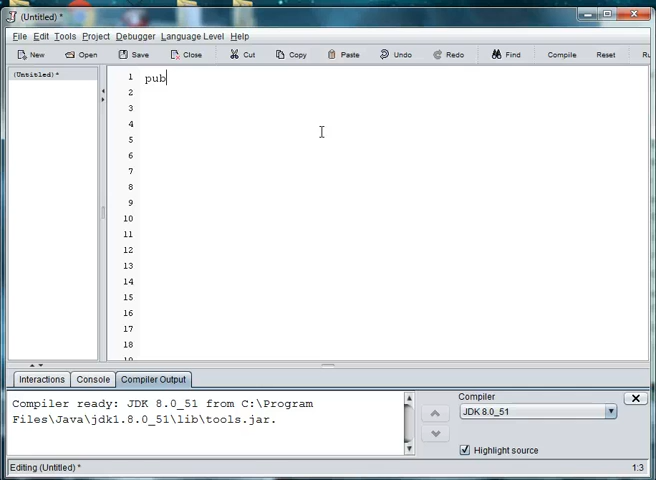 (Untitled) *
File Edit Tools Project Debugger Language Level Help
New Open Save Close Cut Copy Paste Undo Redo Find Compile Reset Ru
(Untitled) *
1 pub
2
3
4
5
6
7
8
9
10
11
12
13
14
15
16
17
18
19
Interactions Console Compiler Output
Compiler ready: JDK 8.0_51 from C:\Program
Files\Java\jdk1.8.0_51\lib\tools.jar.
Compiler
JDK 8.0_51
Highlight source
Editing (Untitled) * 1:3